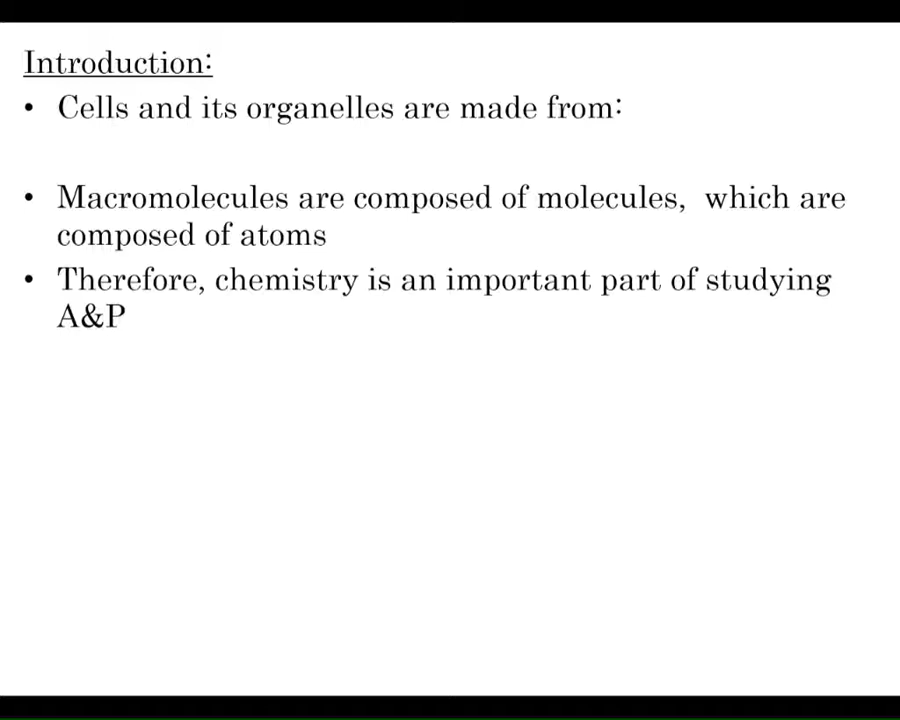 Introduction:
• Cells and its organelles are made from:
• Macromolecules are composed of molecules, which are
composed of atoms
• Therefore, chemistry is an important part of studying
A&P